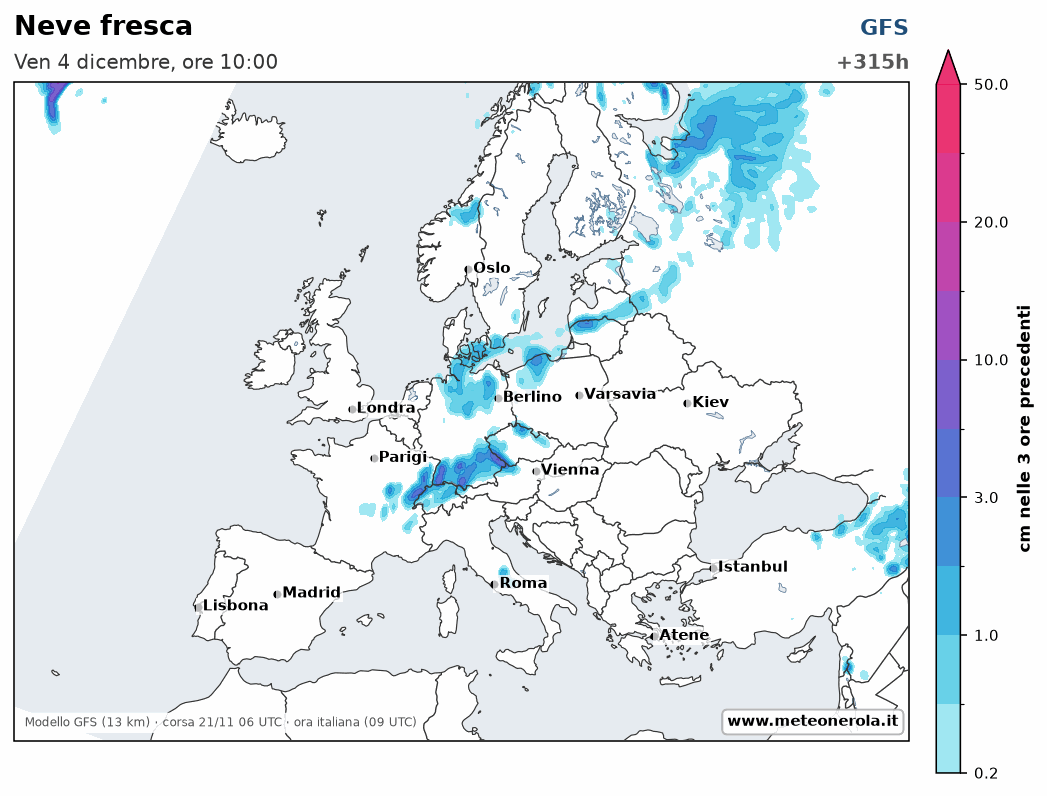 Neve fresca
GFS
Ven 4 dicembre, ore 10:00
+315h
50.0
20.0
10.0
3.0
1.0
0.2
cm nelle 3 ore precedenti
Oslo
Londra
Berlino
Varsavia
Kiev
Parigi
Vienna
Istanbul
Roma
Madrid
Lisbona
Atene
Modello GFS (13 km) · corsa 21/11 06 UTC · ora italiana (09 UTC)
www.meteonerola.it